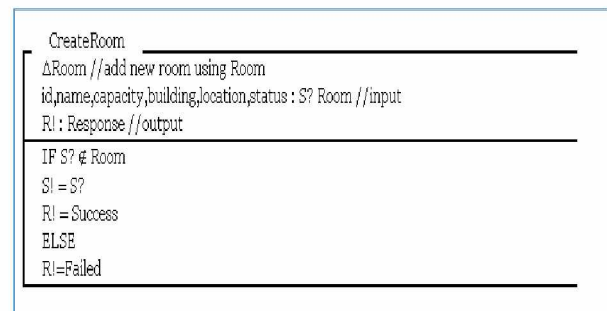 CreateRoom
ΔRoom //add new room using Room
id,name,capacity,building,location,status : S? Room //input
R! : Response //output
IF S? ∉ Room
S! = S?
R! = Success
ELSE
R!=Failed